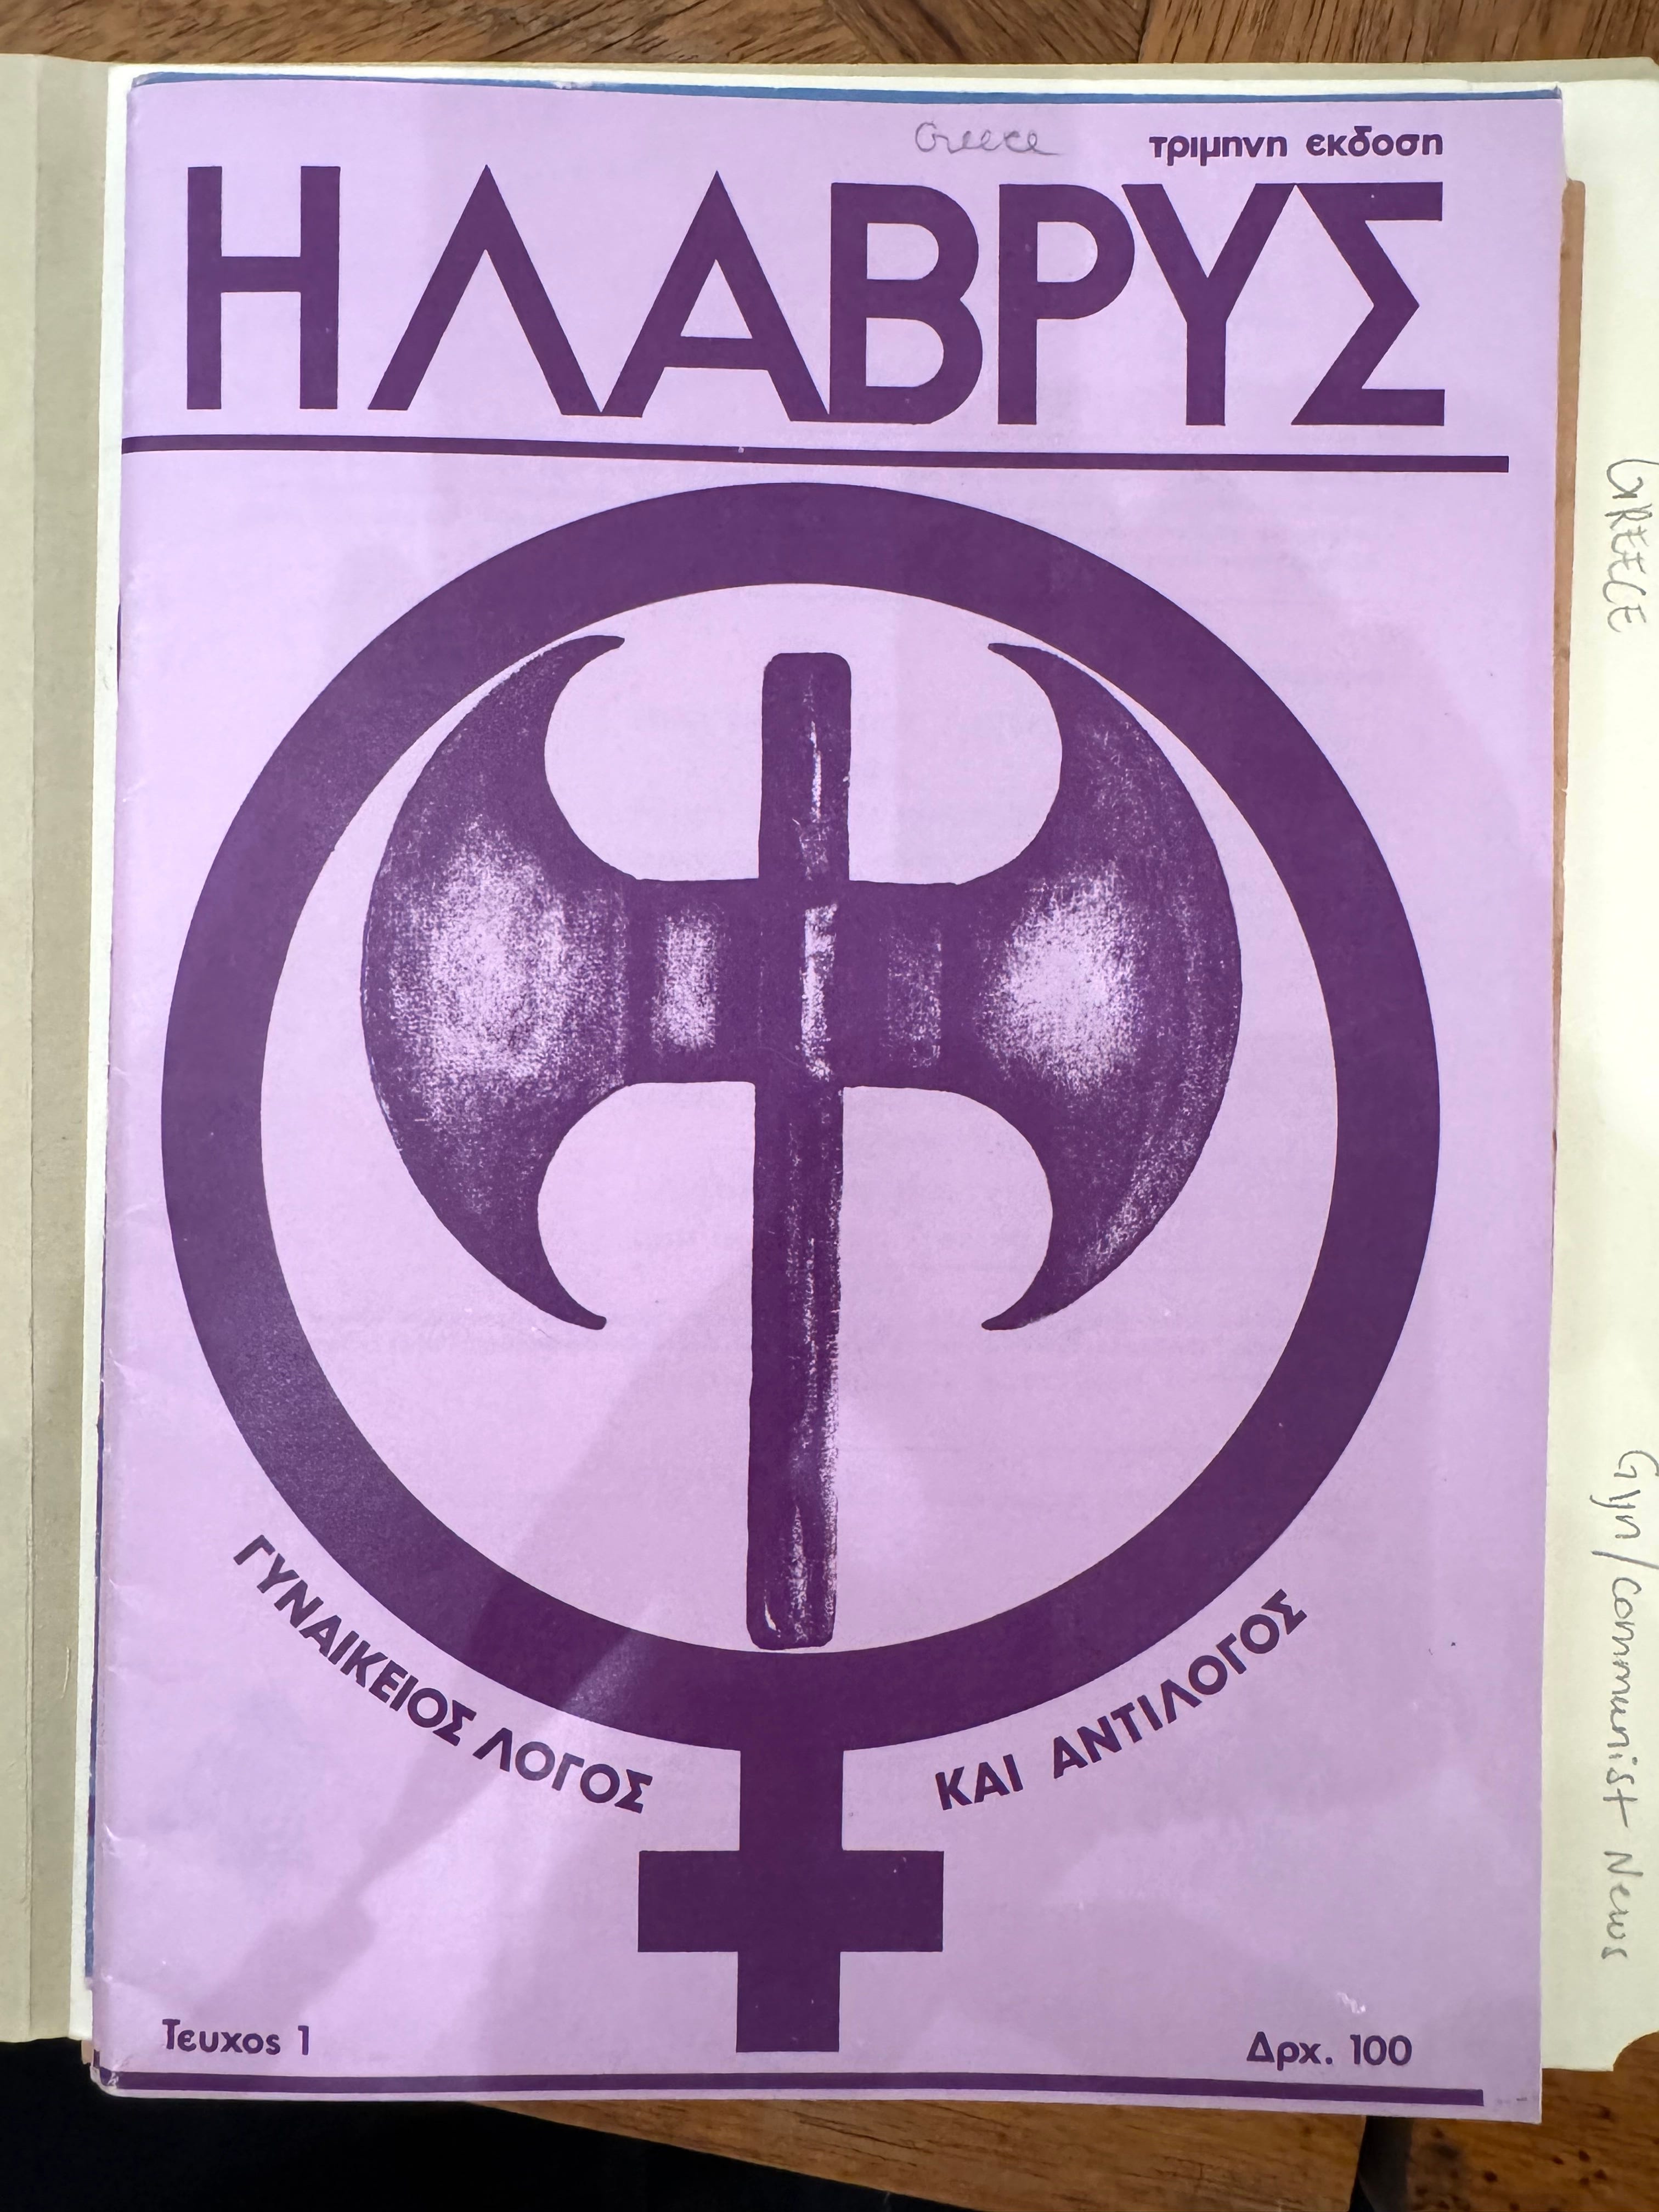 Greece
τριμηνη εκδοση
Η ΛΑΒΡΥΣ
ΓΥΝΑΙΚΕΙΟΣ ΛΟΓΟΣ ΚΑΙ ΑΝΤΙΛΟΓΟΣ
Τευχος 1
Δρχ. 100
GREECE
Gyn/communist News